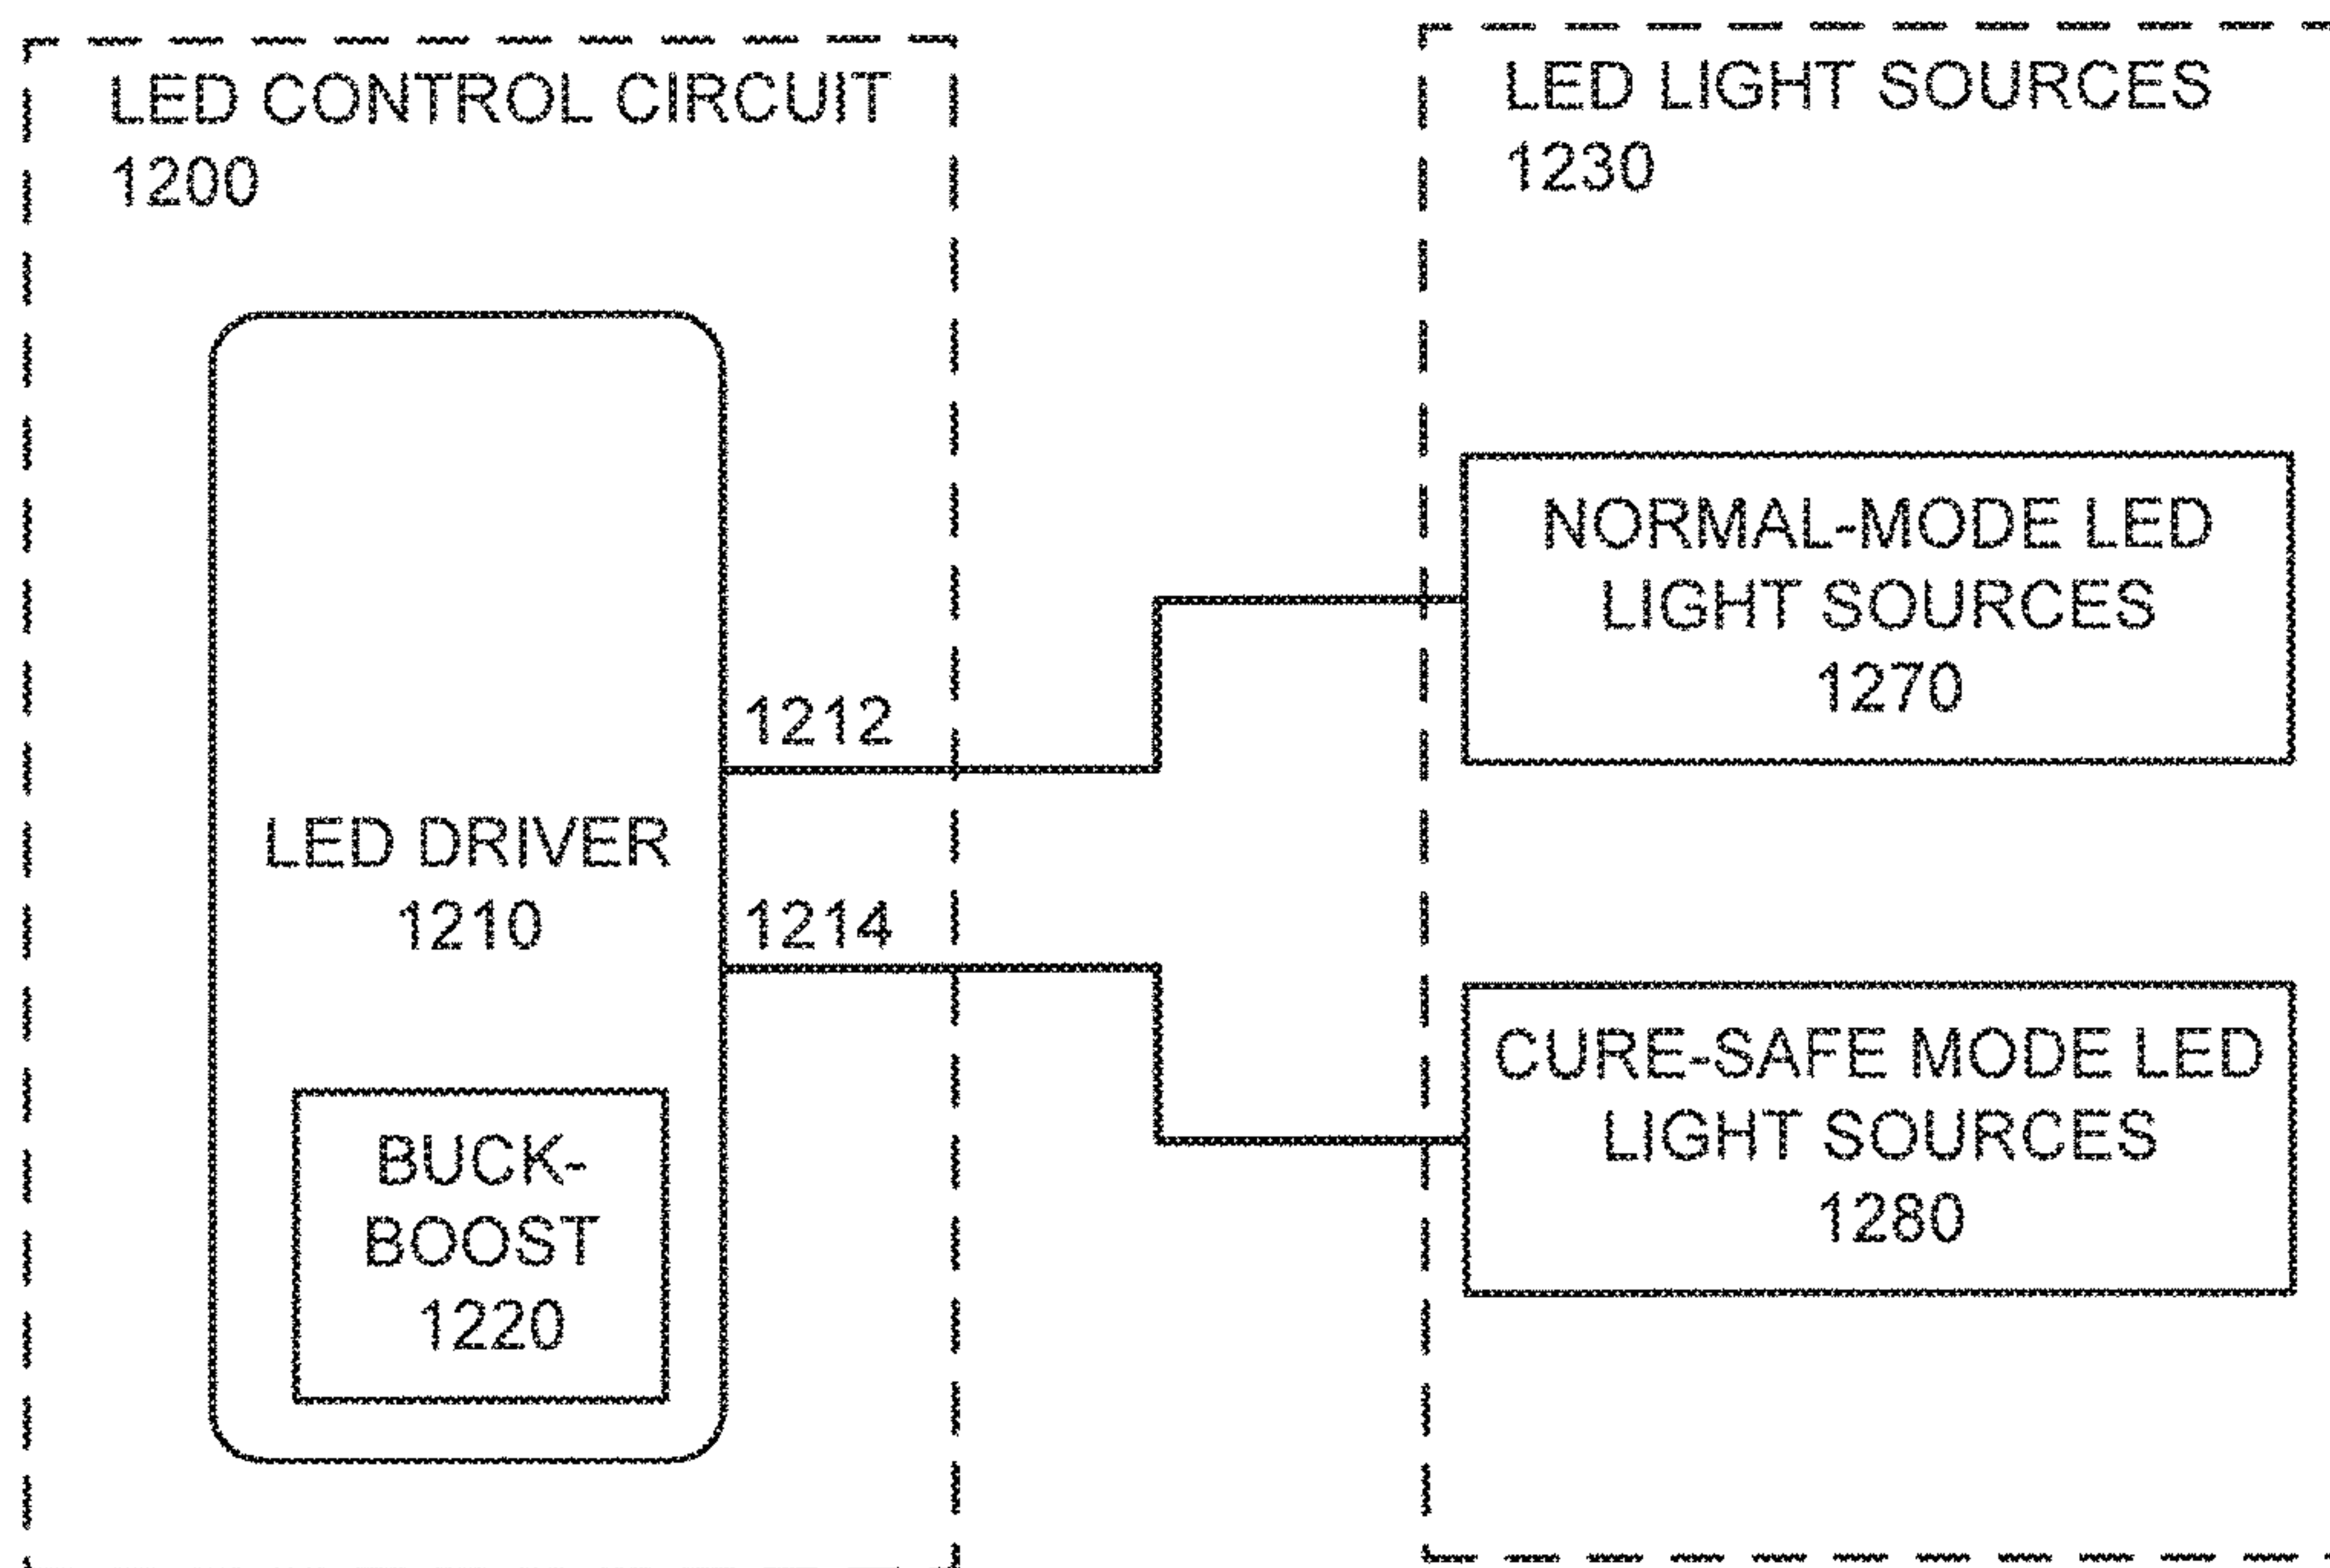 LED CONTROL CIRCUIT
1200
LED DRIVER
1210
BUCK-
BOOST
1220
1212
1214
LED LIGHT SOURCES
1230
NORMAL-MODE LED
LIGHT SOURCES
1270
CURE-SAFE MODE LED
LIGHT SOURCES
1280